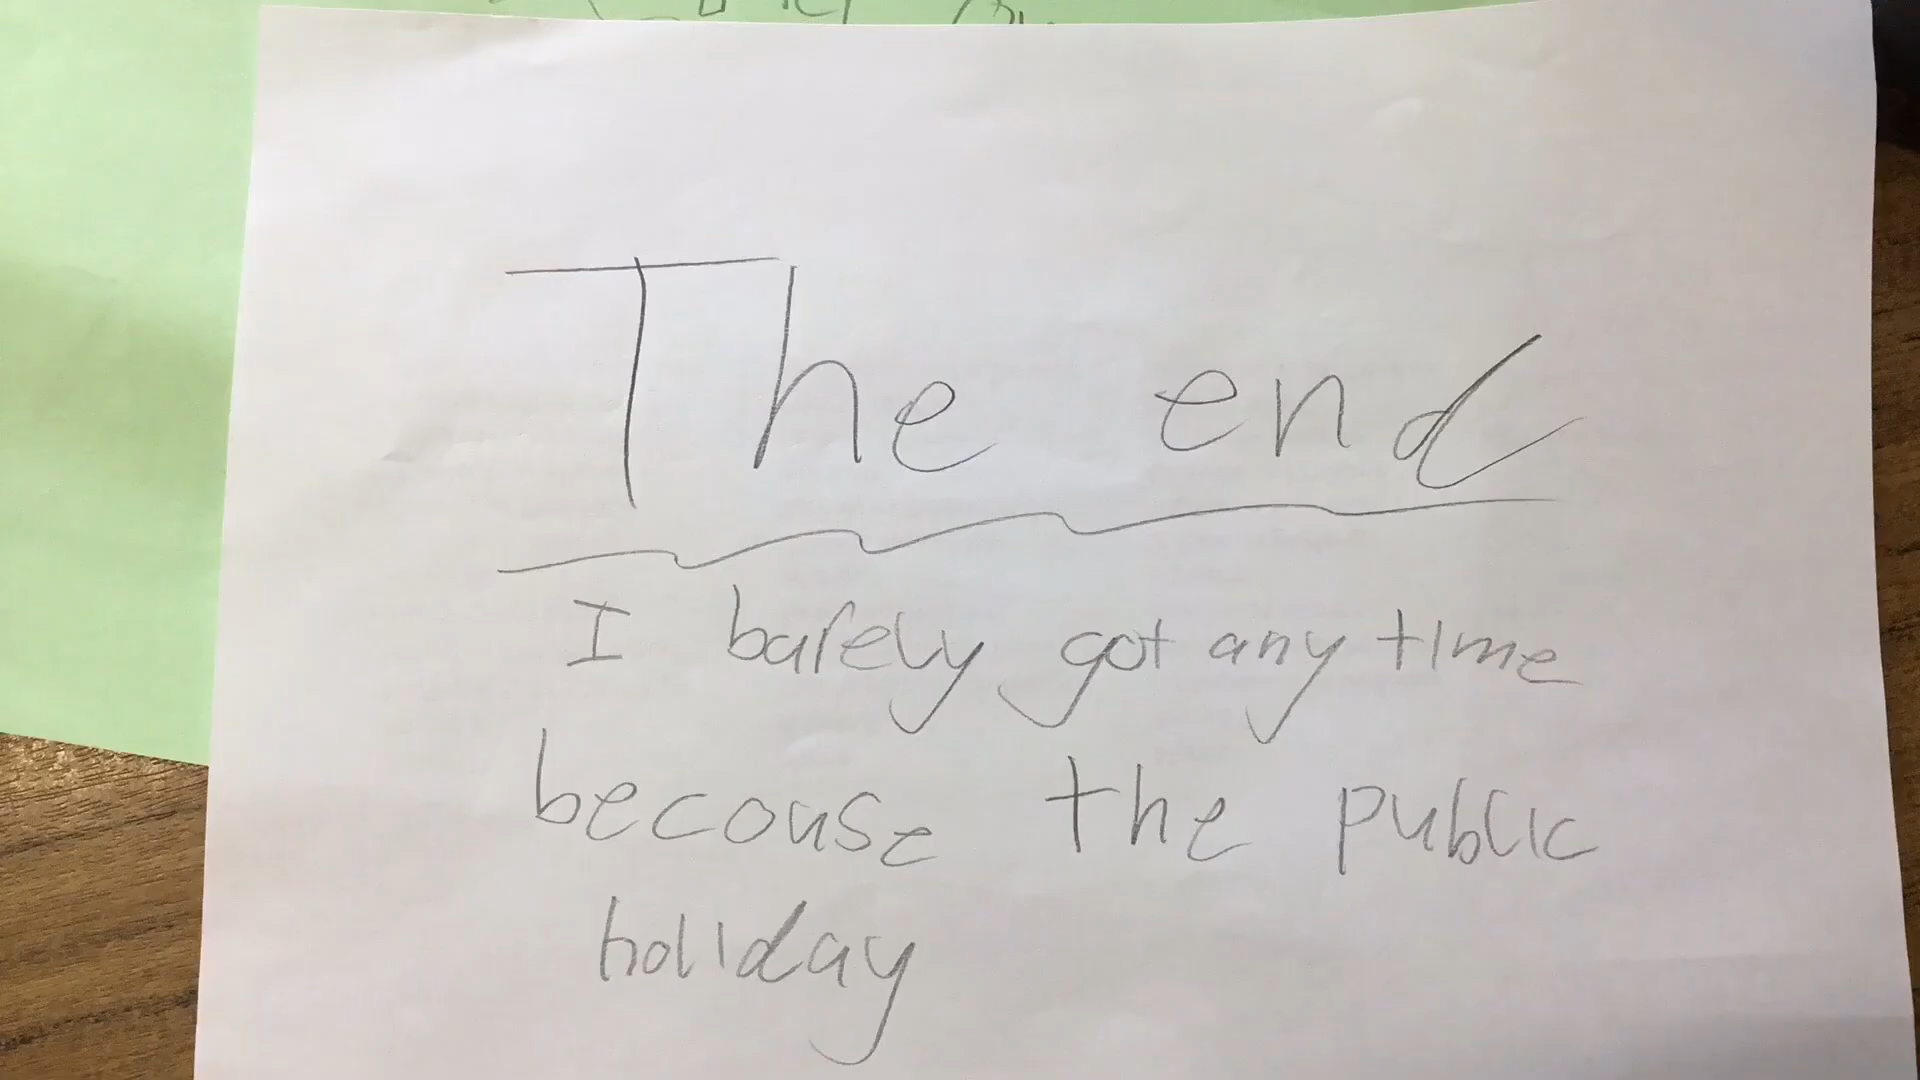 The end
I barely got any time
becouse the public
holiday